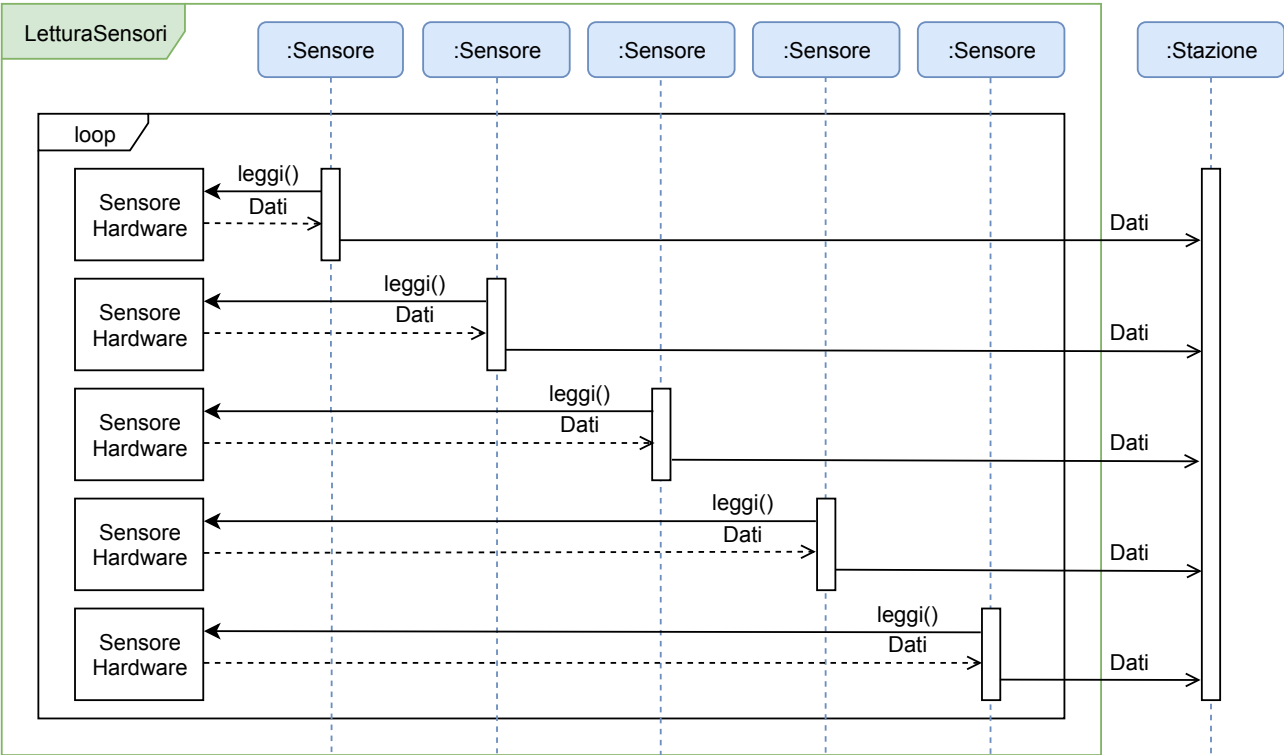 LetturaSensori
:Sensore
:Sensore
:Sensore
:Sensore
:Sensore
:Stazione
loop
leggi()
Sensore
Hardware
Dati
Dati
leggi()
Sensore
Hardware
Dati
Dati
leggi()
Sensore
Hardware
Dati
Dati
leggi()
Sensore
Hardware
Dati
Dati
leggi()
Sensore
Hardware
Dati
Dati